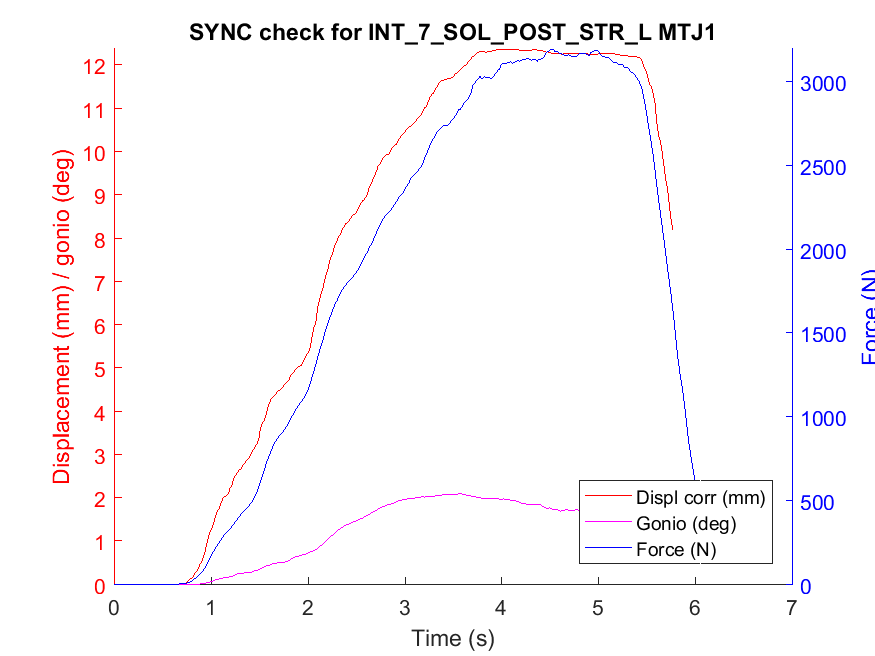 SYNC check for INT_7_SOL_POST_STR_L MTJ1
Displacement (mm) / gonio (deg)
12
11
10
9
8
7
6
5
4
3
2
1
0
3000
2500
2000
1500
1000
500
0
Force (N)
Displ corr (mm)
Gonio (deg)
Force (N)
0 1 2 3 4 5 6 7
Time (s)